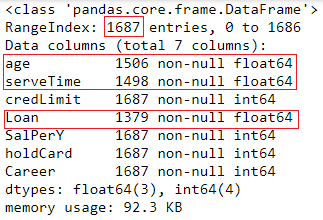 <class 'pandas.core.frame.DataFrame'>
RangeIndex: 1687 entries, 0 to 1686
Data columns (total 7 columns):
age 1506 non-null float64
serveTime 1498 non-null float64
credLimit 1687 non-null int64
Loan 1379 non-null float64
SalPerY 1687 non-null int64
holdCard 1687 non-null int64
Career 1687 non-null int64
dtypes: float64(3), int64(4)
memory usage: 92.3 KB